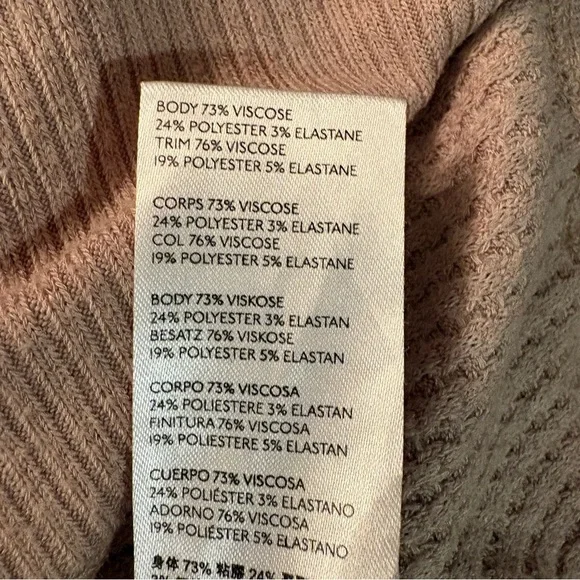 BODY 73% VISCOSE
24% POLYESTER 3% ELASTANE
TRIM 76% VISCOSE
19% POLYESTER 5% ELASTANE
CORPS 73% VISCOSE
24% POLYESTER 3% ELASTANE
COL 76% VISCOSE
19% POLYESTER 5% ELASTANE
BODY 73% VISKOSE
24% POLYESTER 3% ELASTAN
BESATZ 76% VISKOSE
19% POLYESTER 5% ELASTAN
CORPO 73% VISCOSA
24% POLIESTERE 3% ELASTAN
FINITURA 76% VISCOSA
19% POLIESTERE 5% ELASTAN
CUERPO 73% VISCOSA
24% POLIÉSTER 3% ELASTANO
ADORNO 76% VISCOSA
19% POLIÉSTER 5% ELASTANO
身体 73% 粘胶 24%